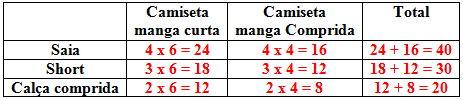 Camiseta manga curta Camiseta manga Comprida Total
Saia 4 x 6 = 24 4 x 4 = 16 24 + 16 = 40
Short 3 x 6 = 18 3 x 4 = 12 18 + 12 = 30
Calça comprida 2 x 6 = 12 2 x 4 = 8 12 + 8 = 20